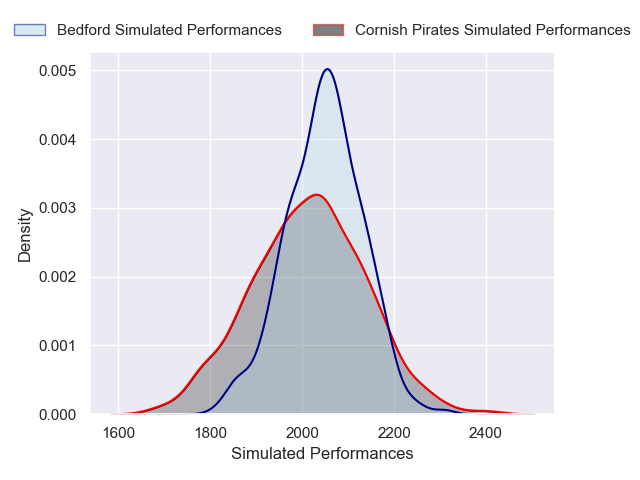 Bedford Simulated Performances
Cornish Pirates Simulated Performances
0.005
0.004
0.003
0.002
0.001
0.000
Density
1600 1800 2000 2200 2400
Simulated Performances